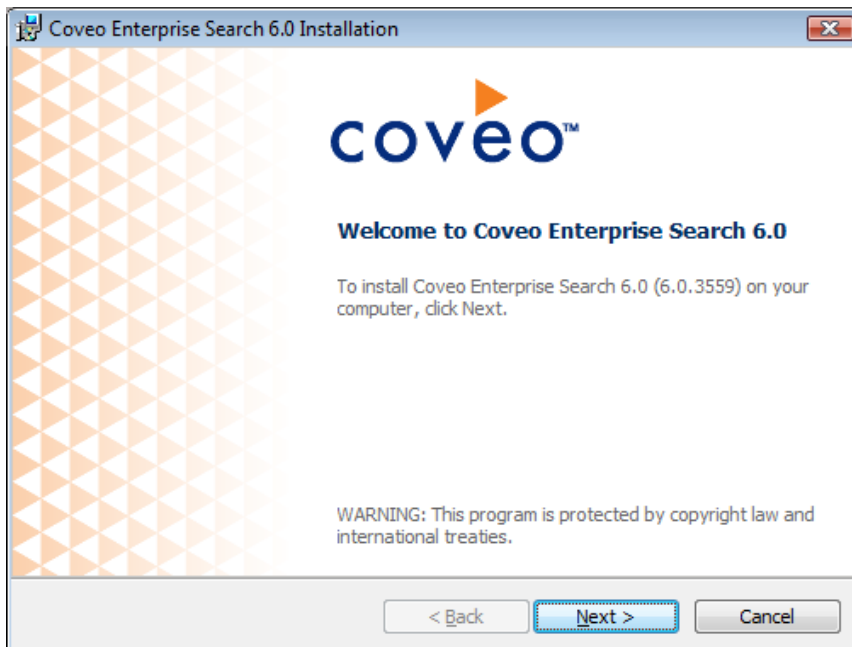 Coveo Enterprise Search 6.0 Installation
coveo™
Welcome to Coveo Enterprise Search 6.0
To install Coveo Enterprise Search 6.0 (6.0.3559) on your
computer, click Next.
WARNING: This program is protected by copyright law and
international treaties.
< Back Next > Cancel